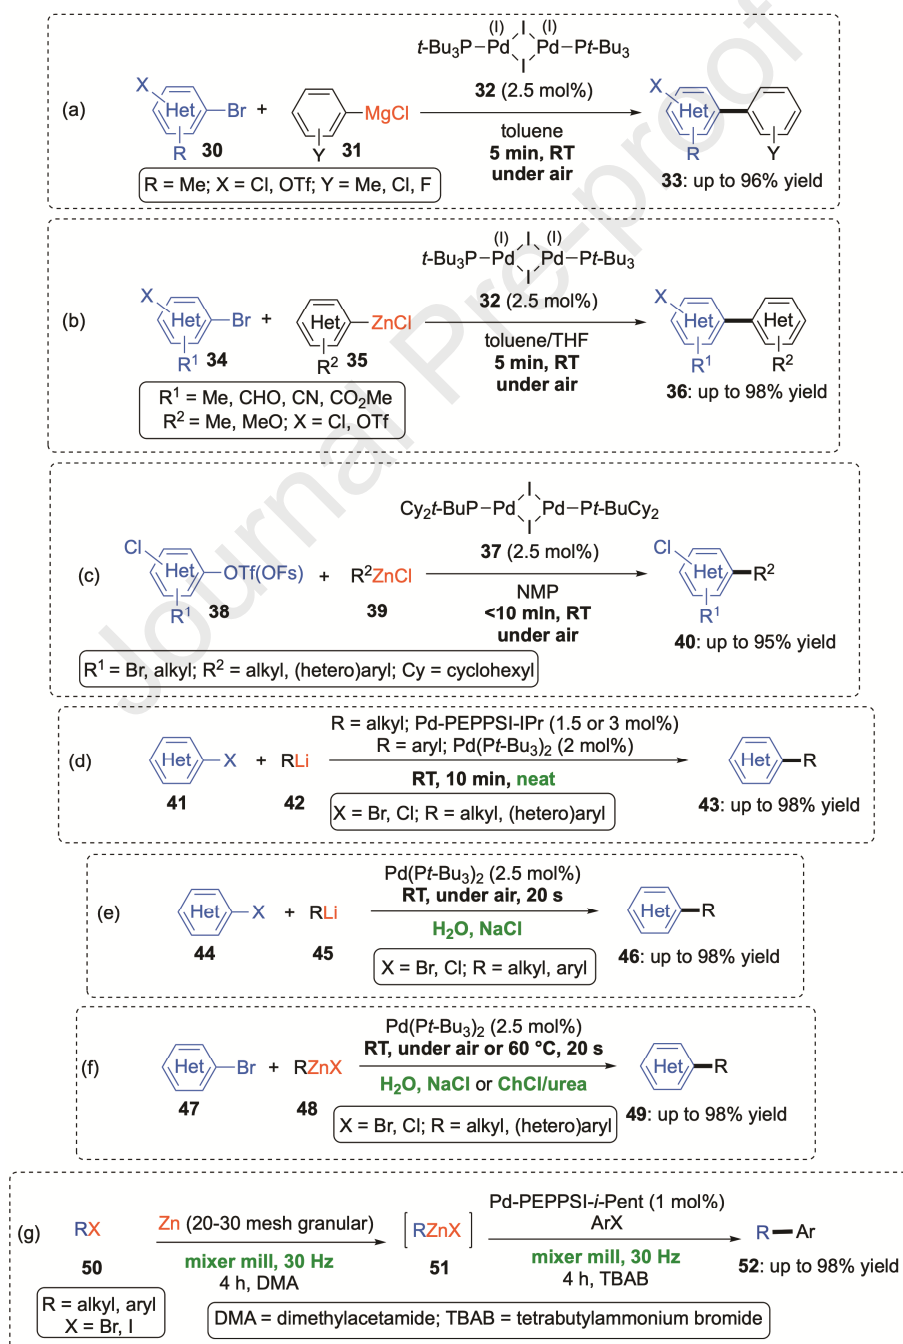 Journal Pre-proof
(a)
X
Het
Br
R
30
+
MgCl
Y
31
(I) I (I)
t-Bu3P Pd Pd Pt-Bu3
I
32 (2.5 mol%)
toluene
5 min, RT
under air
X
Het
R
Y
33: up to 96% yield
R = Me; X = Cl, OTf; Y = Me, Cl, F
(b)
X
Het
Br
R1
34
+
Het
ZnCl
R2
35
(I) I (I)
t-Bu3P Pd Pd Pt-Bu3
I
32 (2.5 mol%)
toluene/THF
5 min, RT
under air
X
Het
Het
R1
R2
36: up to 98% yield
R1 = Me, CHO, CN, CO2Me
R2 = Me, MeO; X = Cl, OTf
(c)
Cl
Het
OTf(OFs)
R1
38
+
R2ZnCl
39
I
Cy2t-BuP Pd Pd Pt-BuCy2
I
37 (2.5 mol%)
NMP
<10 mIn, RT
under air
Cl
Het
R2
R1
40: up to 95% yield
R1 = Br, alkyl; R2 = alkyl, (hetero)aryl; Cy = cyclohexyl
(d)
Het
X
41
+
RLi
42
R = alkyl; Pd-PEPPSI-IPr (1.5 or 3 mol%)
R = aryl; Pd(Pt-Bu3)2 (2 mol%)
RT, 10 min, neat
X = Br, Cl; R = alkyl, (hetero)aryl
Het
R
43: up to 98% yield
(e)
Het
X
44
+
RLi
45
Pd(Pt-Bu3)2 (2.5 mol%)
RT, under air, 20 s
H2O, NaCl
X = Br, Cl; R = alkyl, aryl
Het
R
46: up to 98% yield
(f)
Het
Br
47
+
RZnX
48
Pd(Pt-Bu3)2 (2.5 mol%)
RT, under air or 60 °C, 20 s
H2O, NaCl or ChCl/urea
X = Br, Cl; R = alkyl, (hetero)aryl
Het
R
49: up to 98% yield
(g)
RX
50
Zn (20-30 mesh granular)
mixer mill, 30 Hz
4 h, DMA
[RZnX]
51
Pd-PEPPSI-i-Pent (1 mol%)
ArX
mixer mill, 30 Hz
4 h, TBAB
R Ar
52: up to 98% yield
R = alkyl, aryl
X = Br, I
DMA = dimethylacetamide; TBAB = tetrabutylammonium bromide